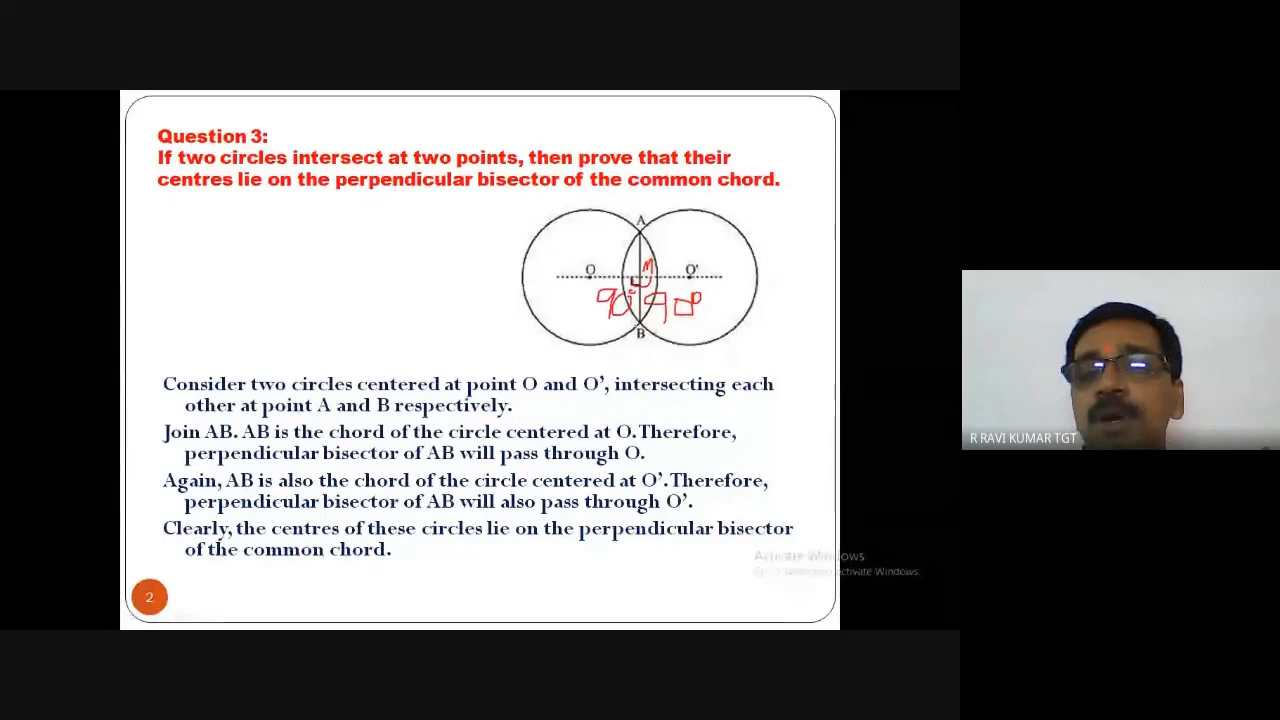 Question 3:
If two circles intersect at two points, then prove that their
centres lie on the perpendicular bisector of the common chord.
A
O
M
O'
90°
90°
B
Consider two circles centered at point O and O', intersecting each
other at point A and B respectively.
Join AB. AB is the chord of the circle centered at O. Therefore,
perpendicular bisector of AB will pass through O.
Again, AB is also the chord of the circle centered at O'. Therefore,
perpendicular bisector of AB will also pass through O'.
Clearly, the centres of these circles lie on the perpendicular bisector
of the common chord.
2
Activate Windows
activate Windows.
R RAVI KUMAR TGT